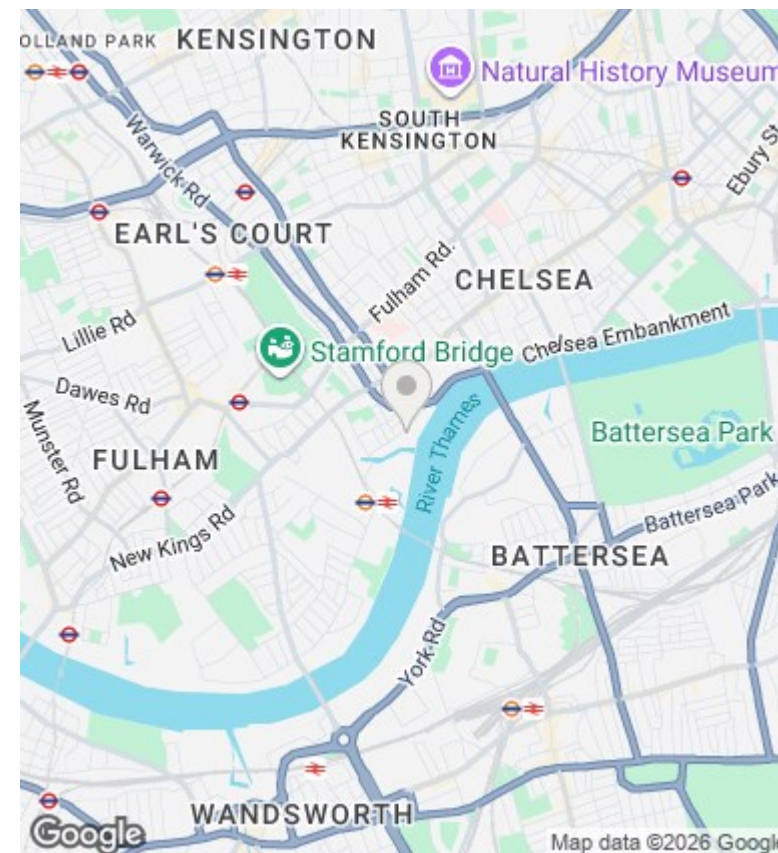 OLLAND PARK
KENSINGTON
Natural History Museum
SOUTH
KENSINGTON
Warwick Rd
Ebury St
EARL'S COURT
Fulham Rd.
CHELSEA
Lillie Rd
Stamford Bridge
Chelsea Embankment
Dawes Rd
Munster Rd
River Thames
Battersea Park
FULHAM
New Kings Rd
Battersea Park
BATTERSEA
York Rd
WANDSWORTH
Google
Map data ©2026 Google